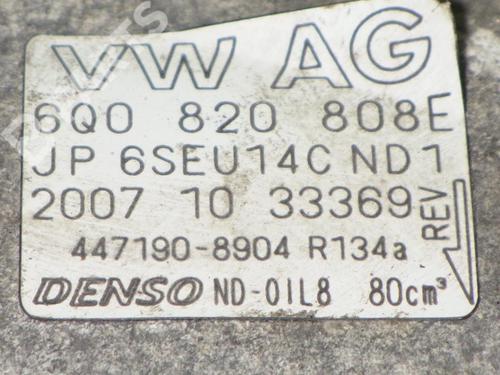 VW AG
6Q0 820 808E
JP 6SEU14C ND1
2007 10 33369
REV
447190-8904 R134a
DENSO ND-OIL8 80cm³